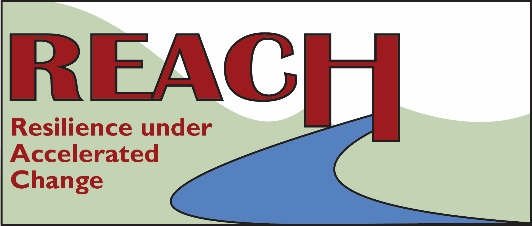 REACH
Resilience under
Accelerated
Change